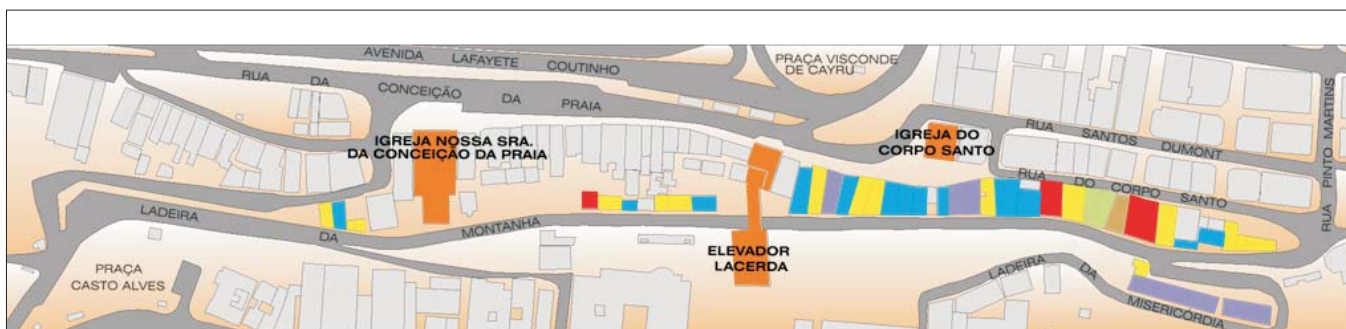 AVENIDA LAFAYETE COUTINHO
PRAÇA VISCONDE
DE CAYRU
RUA DA CONCEIÇÃO DA PRAIA
IGREJA NOSSA SRA.
DA CONCEIÇÃO DA PRAIA
IGREJA DO
CORPO SANTO
RUA SANTOS DUMONT
RUA DO CORPO SANTO
RUA PINTO MARTINS
LADEIRA DA MONTANHA
ELEVADOR
LACERDA
PRAÇA
CASTO ALVES
LADEIRA DA MISERICÓRDIA